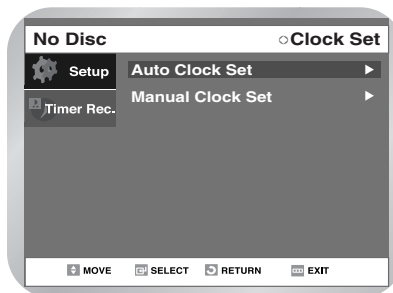 No Disc Clock Set
Setup Auto Clock Set
Timer Rec. Manual Clock Set
MOVE SELECT RETURN EXIT